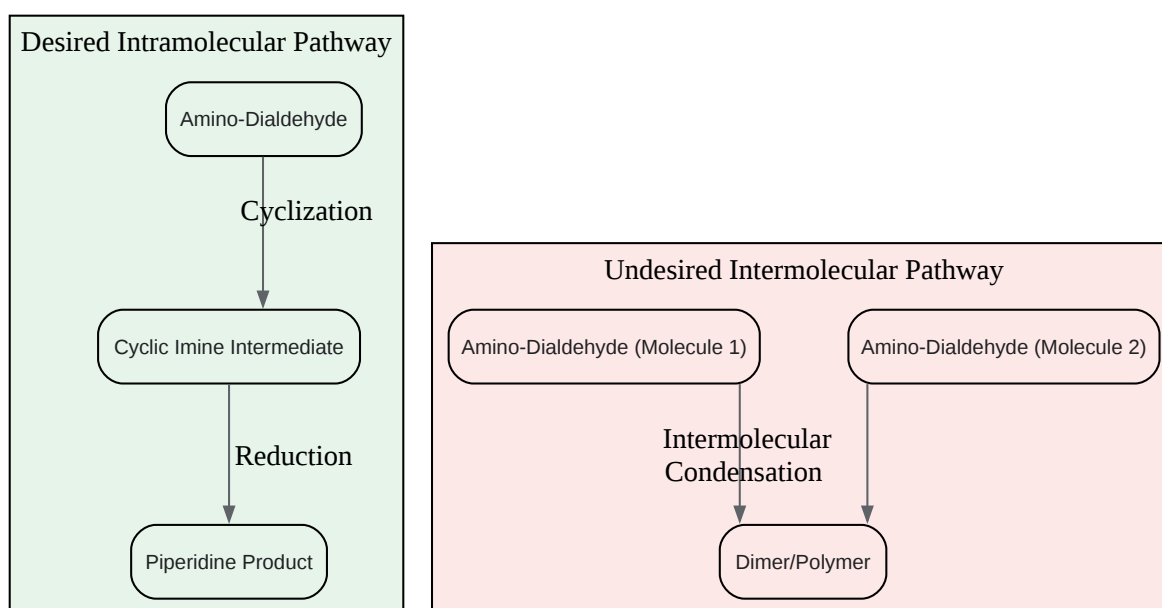 Desired Intramolecular Pathway
Amino-Dialdehyde
Cyclization
Cyclic Imine Intermediate
Reduction
Piperidine Product
Undesired Intermolecular Pathway
Amino-Dialdehyde (Molecule 1)
Amino-Dialdehyde (Molecule 2)
Intermolecular
Condensation
Dimer/Polymer